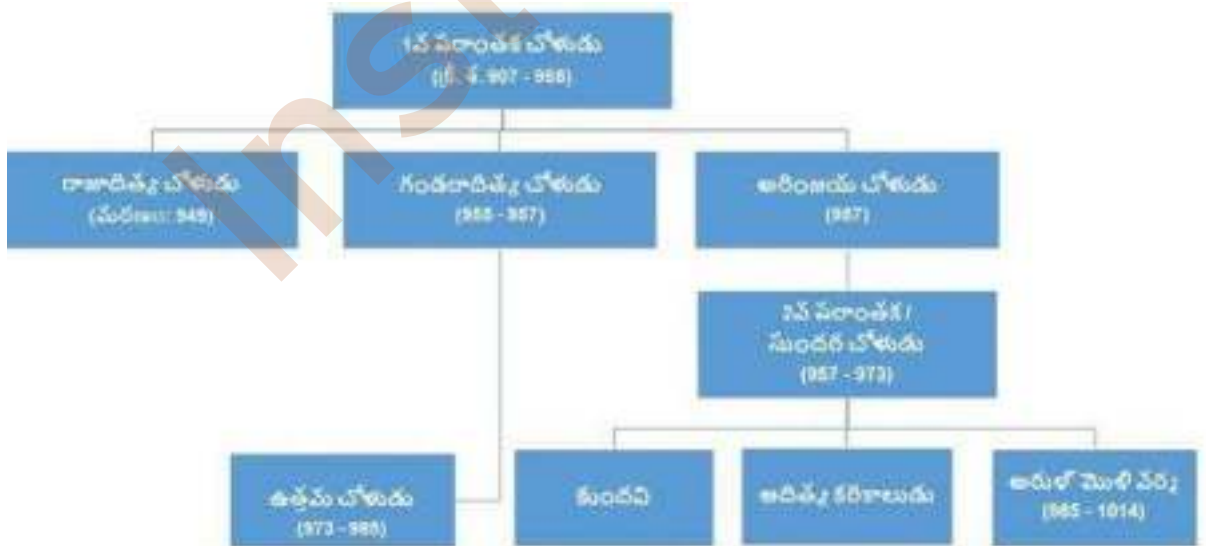 1వ పరాంతక చోళుడు
(క్రీ. శ. 907 - 955)
రాజాదిత్య చోళుడు
(మరణం: 949)
గండరాదిత్య చోళుడు
(955 - 957)
అరింజయ చోళుడు
(957)
2వ పరాంతక /
సుందర చోళుడు
(957 - 973)
ఉత్తమ చోళుడు
(973 - 985)
కుందవి
ఆదిత్య కరికాలుడు
అరుళ్ మొళి వర్మ
(985 - 1014)
inst